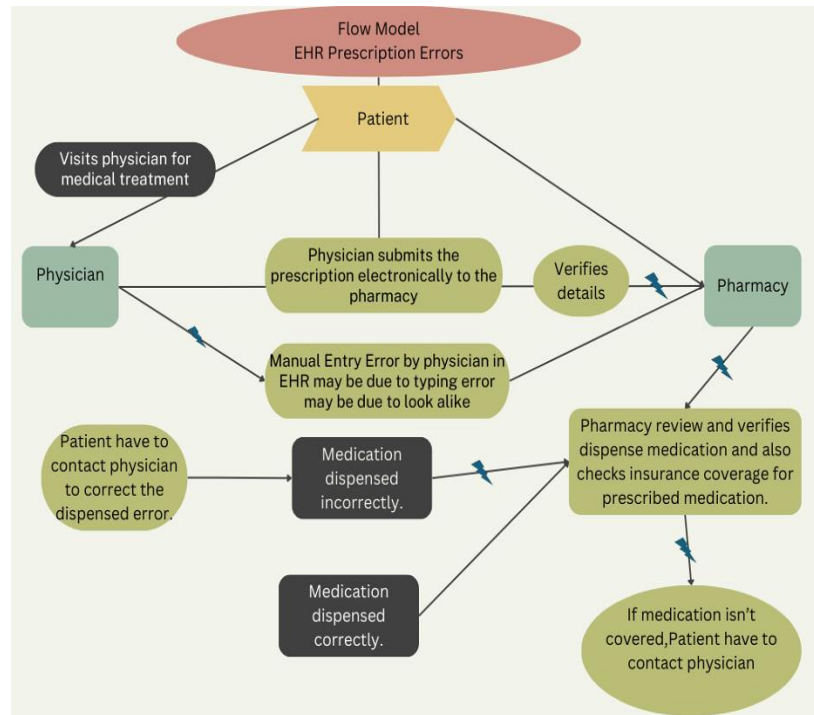 Flow Model
EHR Prescription Errors
Patient
Visits physician for
medical treatment
Physician
Physician submits the
prescription electronically to the
pharmacy
Verifies
details
Pharmacy
Manual Entry Error by physician in
EHR may be due to typing error
may be due to look alike
Patient have to
contact physician
to correct the
dispensed error.
Medication
dispensed
incorrectly.
Pharmacy review and verifies
dispense medication and also
checks insurance coverage for
prescribed medication.
Medication
dispensed
correctly.
If medication isn’t
covered,Patient have to
contact physician